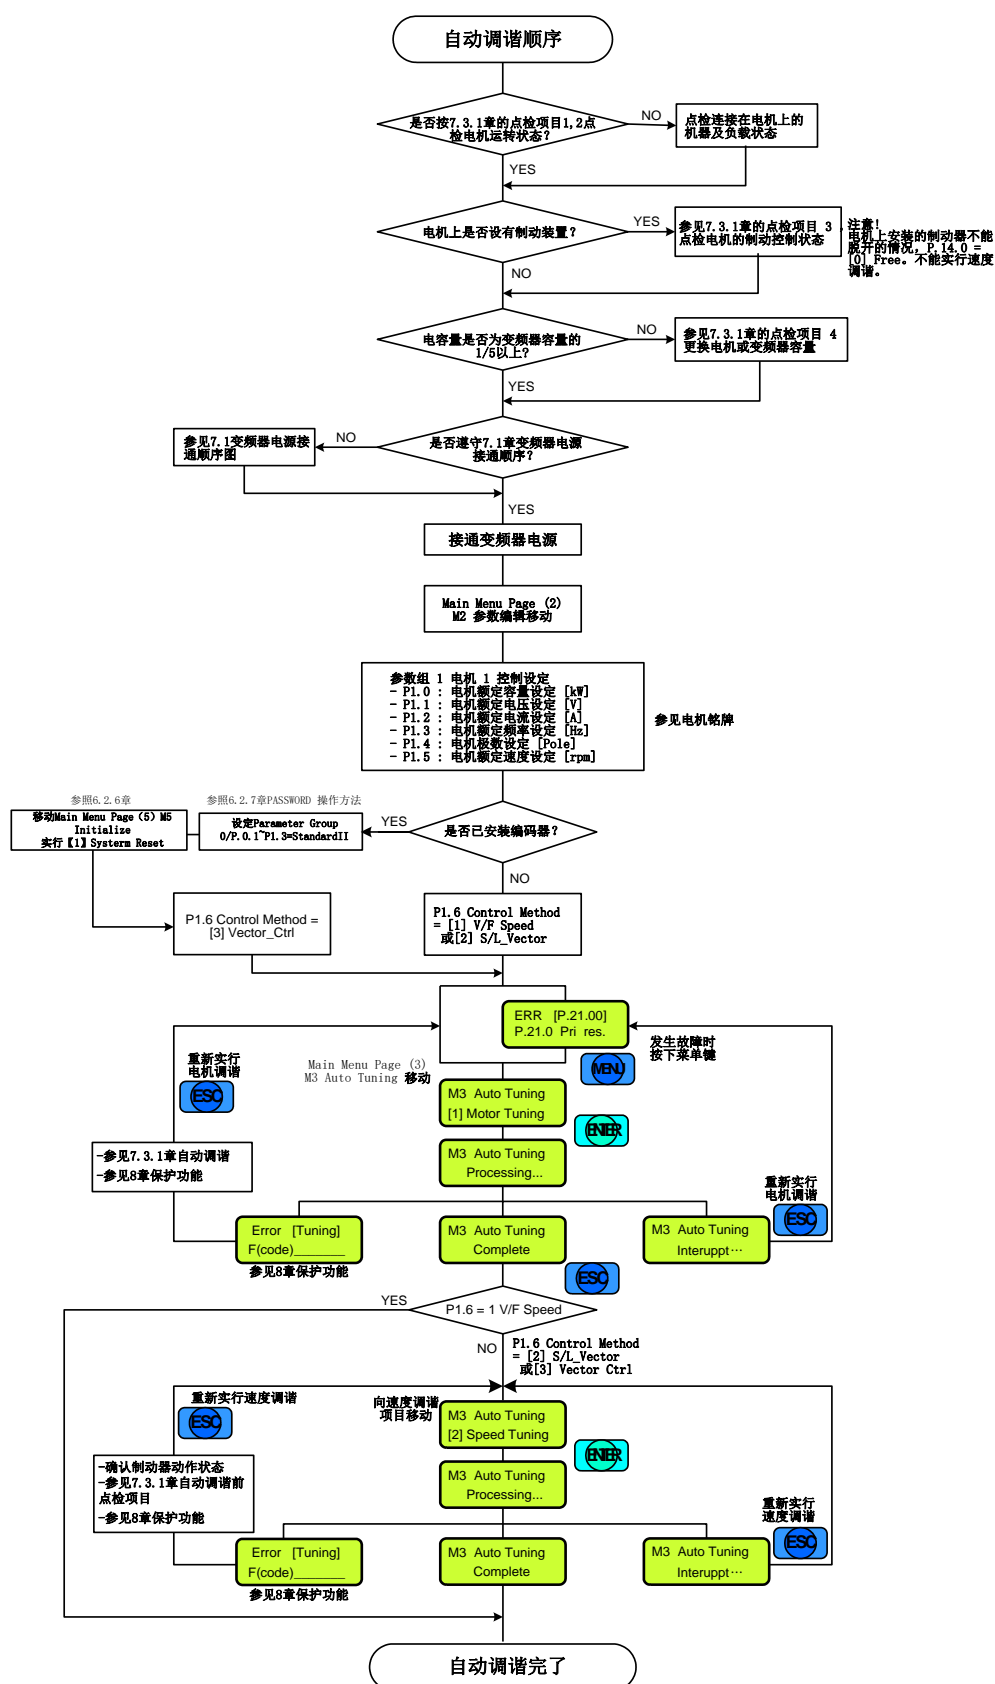 自动调谐顺序
是否按7.3.1章的点检项目1,2点
检电机运转状态?
NO
点检连接在电机上的
机器及负载状态
YES
电机上是否设有制动装置?
YES
参见7.3.1章的点检项目 3
点检电机的制动控制状态
注意!
电机上安装的制动器不能
脱开的情况, P.14.0 =
[0] Free。不能实行速度
调谐。
NO
电容量是否为变频器容量的
1/5以上?
NO
参见7.3.1章的点检项目 4
更换电机或变频器容量
YES
是否遵守7.1章变频器电源
接通顺序?
NO
参见7.1变频器电源接
通顺序图
YES
接通变频器电源
Main Menu Page (2)
M2 参数编辑移动
参数组 1 电机 1 控制设定
- P1.0 : 电机额定容量设定 [kW]
- P1.1 : 电机额定电压设定 [V]
- P1.2 : 电机额定电流设定 [A]
- P1.3 : 电机额定频率设定 [Hz]
- P1.4 : 电机极数设定 [Pole]
- P1.5 : 电机额定速度设定 [rpm]
参见电机铭牌
参照6.2.6章
参照6.2.7章PASSWORD 操作方法
移动Main Menu Page（5）M5
Initialize
实行【1】Systerm Reset
设定Parameter Group
0/P.0.1~P1.3=StandardII
YES
是否已安装编码器?
NO
P1.6 Control Method =
[3] Vector_Ctrl
P1.6 Control Method
= [1] V/F Speed
或[2] S/L_Vector
ERR [P.21.00]
P.21.0 Pri res.
发生故障时
按下菜单键
MENU
重新实行
电机调谐
ESC
Main Menu Page (3)
M3 Auto Tuning 移动
M3 Auto Tuning
[1] Motor Tuning
ENTER
-参见7.3.1章自动调谐
-参见8章保护功能
M3 Auto Tuning
Processing...
重新实行
电机调谐
ESC
Error [Tuning]
F(code)_______
参见8章保护功能
M3 Auto Tuning
Complete
M3 Auto Tuning
Interuppt···
ESC
YES
P1.6 = 1 V/F Speed
NO
P1.6 Control Method
= [2] S/L_Vector
或[3] Vector Ctrl
重新实行速度调谐
ESC
向速度调谐
项目移动
M3 Auto Tuning
[2] Speed Tuning
ENTER
-确认制动器动作状态
-参见7.3.1章自动调谐前
点检项目
-参见8章保护功能
M3 Auto Tuning
Processing...
重新实行
速度调谐
ESC
Error [Tuning]
F(code)_______
参见8章保护功能
M3 Auto Tuning
Complete
M3 Auto Tuning
Interuppt···
自动调谐完了